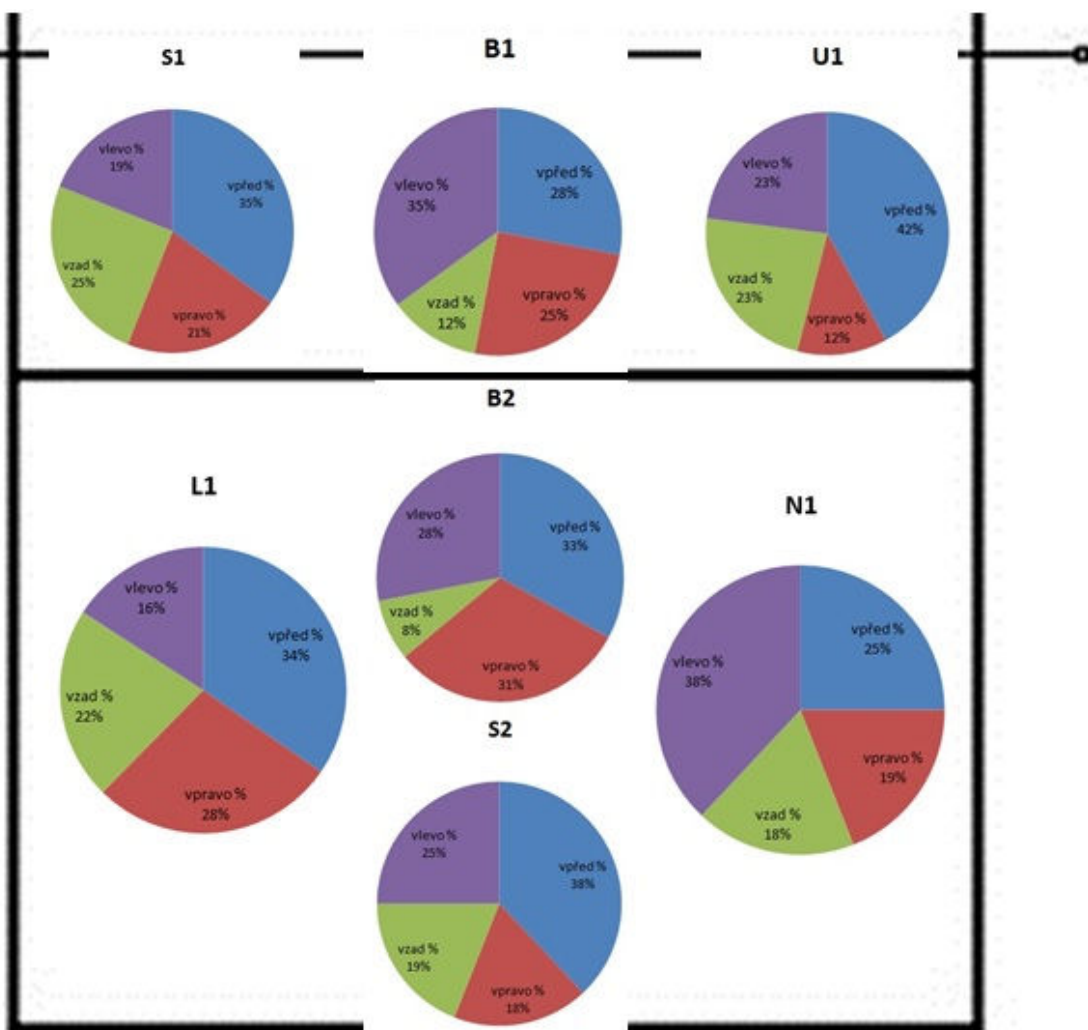 S1
vlevo %
19%
vpřed %
35%
vzad %
25%
vpravo %
21%
B1
vlevo %
35%
vpřed %
28%
vzad %
12%
vpravo %
25%
U1
vlevo %
23%
vpřed %
42%
vzad %
23%
vpravo %
12%
L1
vlevo %
16%
vpřed %
34%
vzad %
22%
vpravo %
28%
B2
vlevo %
28%
vpřed %
33%
vzad %
8%
vpravo %
31%
N1
vlevo %
38%
vpřed %
25%
vzad %
18%
vpravo %
19%
S2
vlevo %
25%
vpřed %
38%
vzad %
19%
vpravo %
18%